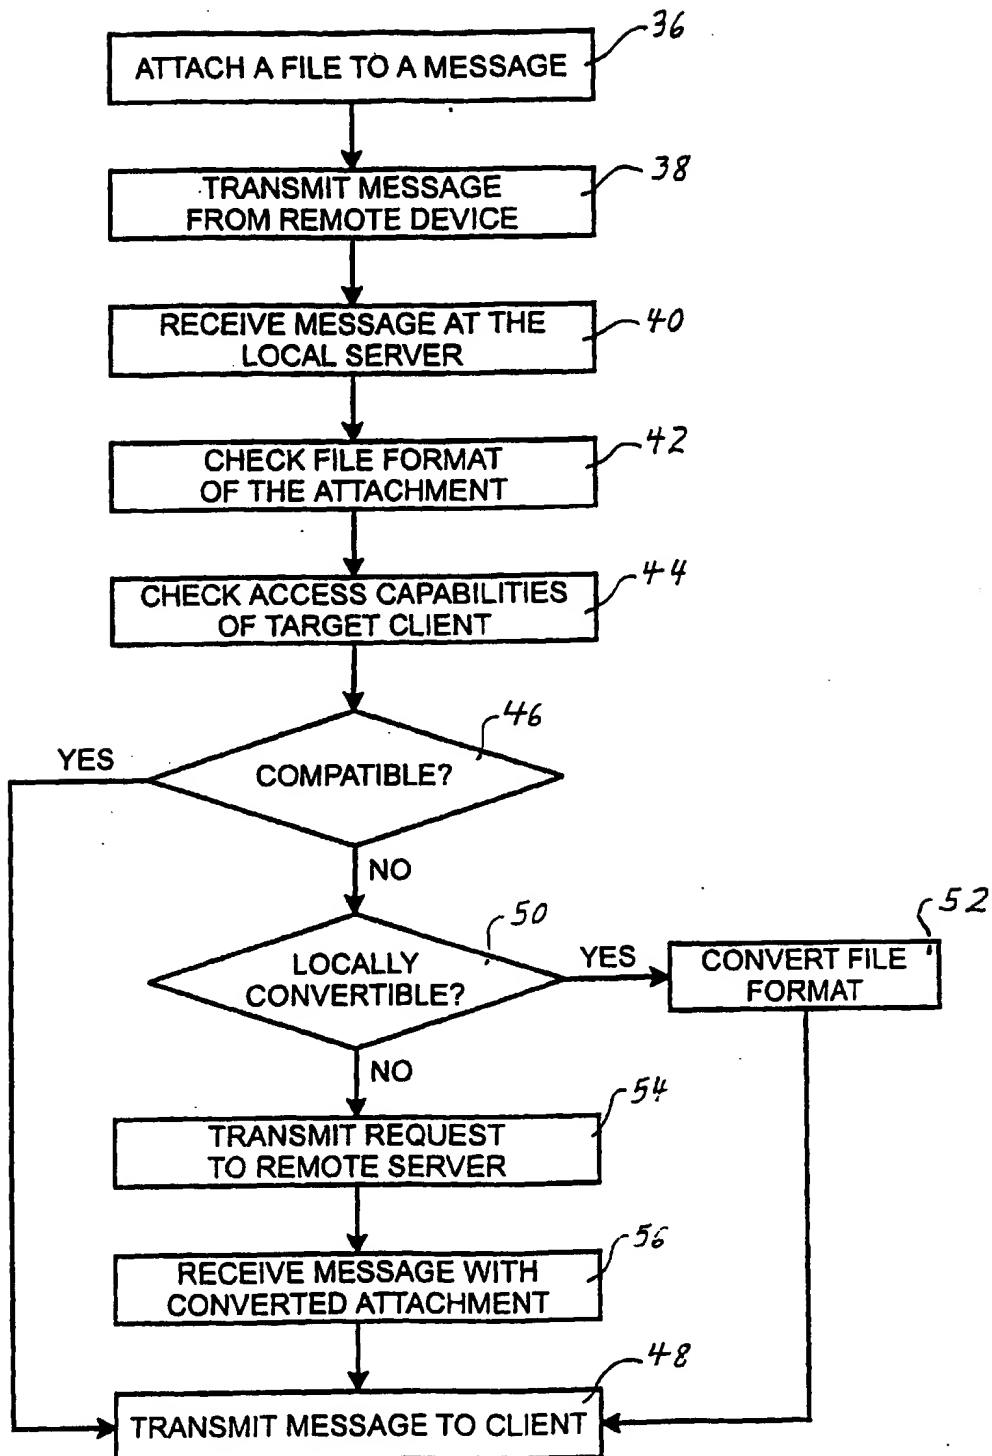 36
ATTACH A FILE TO A MESSAGE
38
TRANSMIT MESSAGE
FROM REMOTE DEVICE
40
RECEIVE MESSAGE AT THE
LOCAL SERVER
42
CHECK FILE FORMAT
OF THE ATTACHMENT
44
CHECK ACCESS CAPABILITIES
OF TARGET CLIENT
46
YES
COMPATIBLE?
NO
50
52
LOCALLY
CONVERTIBLE?
YES
CONVERT FILE
FORMAT
NO
54
TRANSMIT REQUEST
TO REMOTE SERVER
56
RECEIVE MESSAGE WITH
CONVERTED ATTACHMENT
48
TRANSMIT MESSAGE TO CLIENT